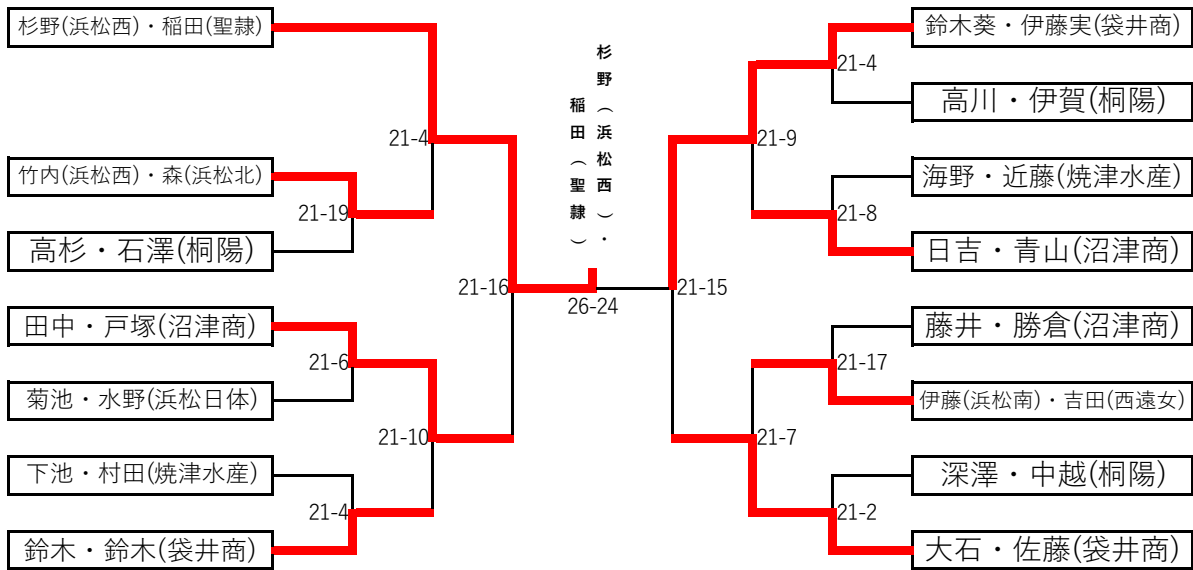 杉野(浜松西)・稲田(聖隷)
竹内(浜松西)・森(浜松北)
高杉・石澤(桐陽)
田中・戸塚(沼津商)
菊池・水野(浜松日体)
下池・村田(焼津水産)
鈴木・鈴木(袋井商)
21-19
21-6
21-4
21-4
21-10
21-16
杉野(浜松西)・
稲田(聖隷)
26-24
21-15
21-9
21-7
21-4
21-8
21-17
21-2
鈴木葵・伊藤実(袋井商)
高川・伊賀(桐陽)
海野・近藤(焼津水産)
日吉・青山(沼津商)
藤井・勝倉(沼津商)
伊藤(浜松南)・吉田(西遠女)
深澤・中越(桐陽)
大石・佐藤(袋井商)